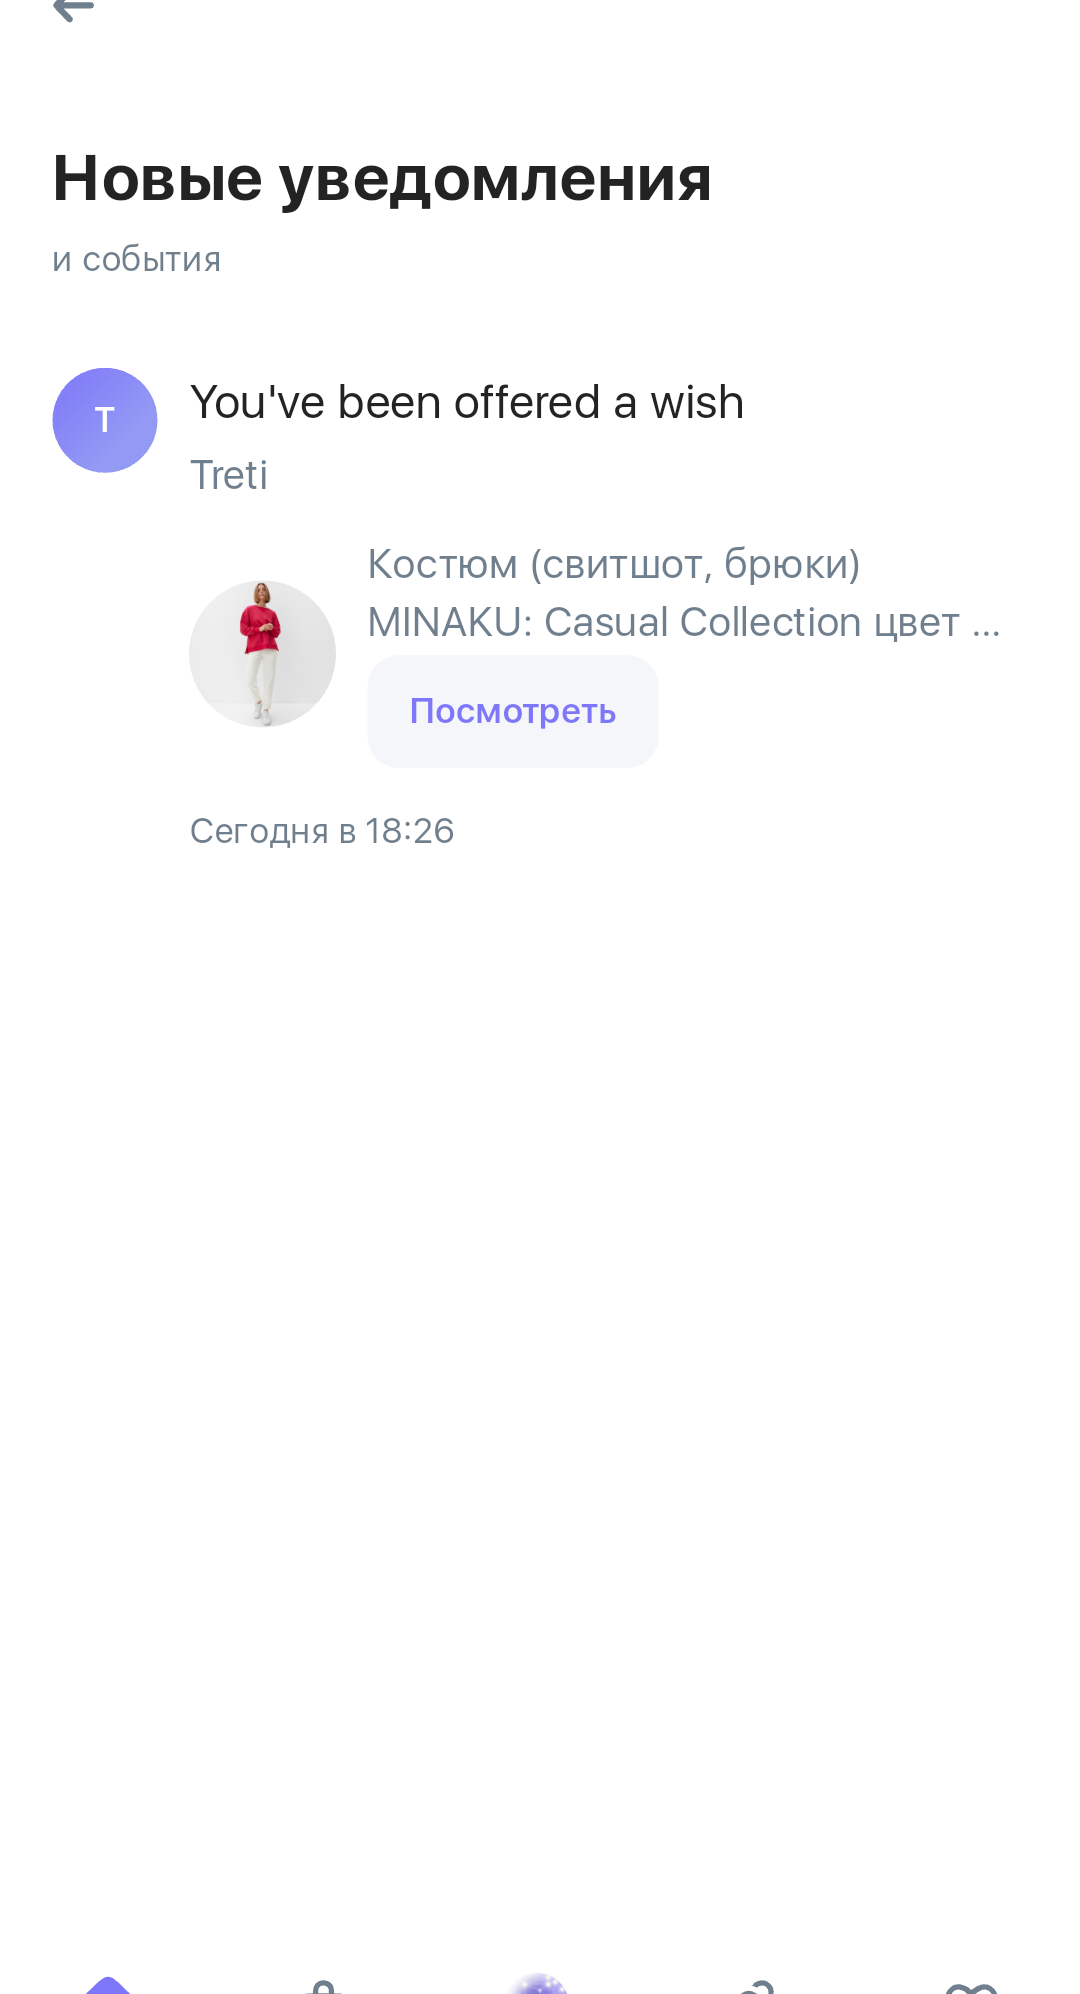 Новые уведомления
и события
T
You've been offered a wish
Treti
Костюм (свитшот, брюки)
MINAKU: Casual Collection цвет ...
Посмотреть
Сегодня в 18:26